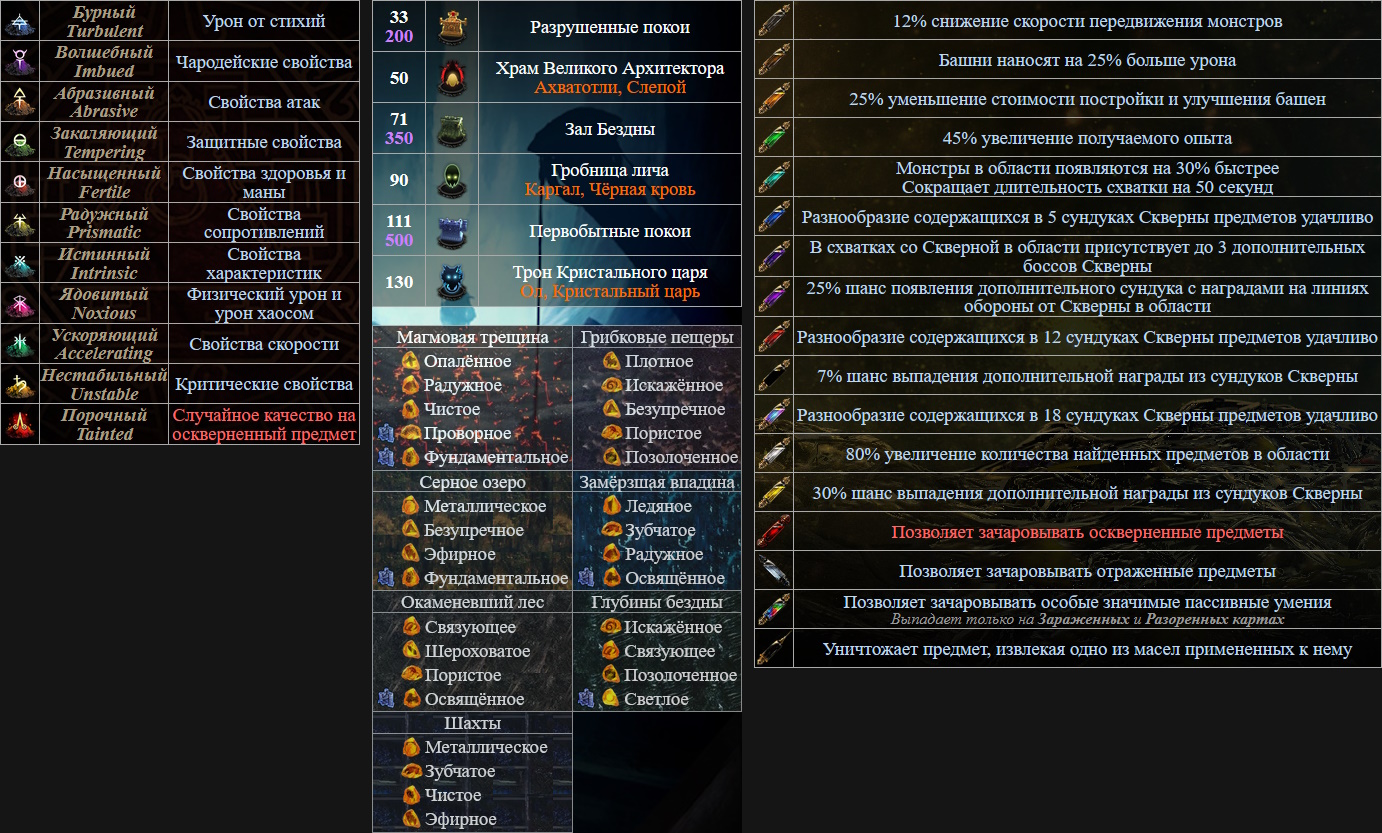 Бурный
Turbulent
Урон от стихий
Волшебный
Imbued
Чародейские свойства
Абразивный
Abrasive
Свойства атак
Закаляющий
Tempering
Защитные свойства
Насыщенный
Fertile
Свойства здоровья и
маны
Радужный
Prismatic
Свойства
сопротивлений
Истинный
Intrinsic
Свойства
характеристик
Ядовитый
Noxious
Физический урон и
урон хаосом
Ускоряющий
Accelerating
Свойства скорости
Нестабильный
Unstable
Критические свойства
Порочный
Tainted
Случайное качество на
оскверненный предмет
33
200
Разрушенные покои
50
Храм Великого Архитектора
Ахватотли, Слепой
71
350
Зал Бездны
90
Гробница лича
Каргал, Чёрная кровь
111
500
Первобытные покои
130
Трон Кристального царя
Ол, Кристальный царь
Магмовая трещина
Опалённое
Радужное
Чистое
Проворное
Фундаментальное
Грибковые пещеры
Плотное
Искажённое
Безупречное
Пористое
Позолоченное
Серное озеро
Металлическое
Безупречное
Эфирное
Фундаментальное
Замёрзшая впадина
Ледяное
Зубчатое
Радужное
Освящённое
Окаменевший лес
Связующее
Шероховатое
Пористое
Освящённое
Глубины бездны
Искажённое
Связующее
Позолоченное
Светлое
Шахты
Металлическое
Зубчатое
Чистое
Эфирное
12% снижение скорости передвижения монстров
Башни наносят на 25% больше урона
25% уменьшение стоимости постройки и улучшения башен
45% увеличение получаемого опыта
Монстры в области появляются на 30% быстрее
Сокращает длительность схватки на 50 секунд
Разнообразие содержащихся в 5 сундуках Скверны предметов удачливо
В схватках со Скверной в области присутствует до 3 дополнительных
боссов Скверны
25% шанс появления дополнительного сундука с наградами на линиях
обороны от Скверны в области
Разнообразие содержащихся в 12 сундуках Скверны предметов удачливо
7% шанс выпадения дополнительной награды из сундуков Скверны
Разнообразие содержащихся в 18 сундуках Скверны предметов удачливо
80% увеличение количества найденных предметов в области
30% шанс выпадения дополнительной награды из сундуков Скверны
Позволяет зачаровывать оскверненные предметы
Позволяет зачаровывать отраженные предметы
Позволяет зачаровывать особые значимые пассивные умения
Выпадает только на Зараженных и Разоренных картах
Уничтожает предмет, извлекая одно из масел примененных к нему